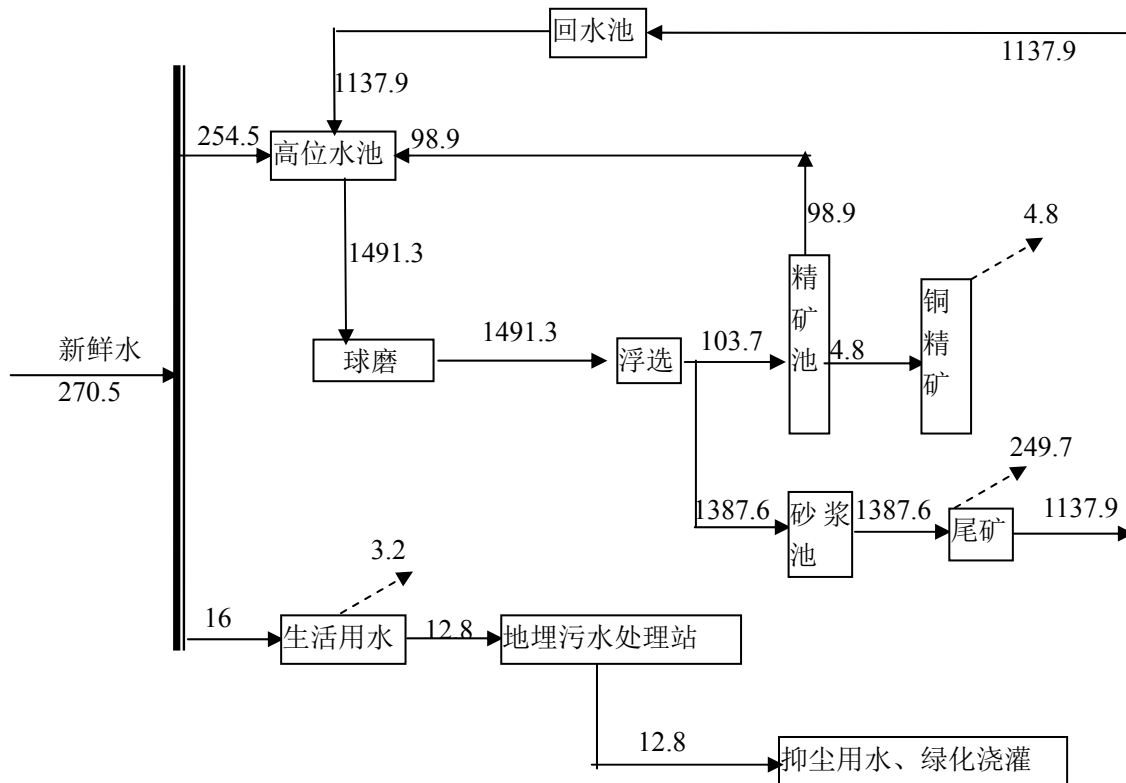 回水池
1137.9
1137.9
254.5
高位水池
98.9
98.9
4.8
1491.3
精矿池
铜精矿
新鲜水
270.5
球磨
1491.3
浮选
103.7
4.8
249.7
1387.6
砂浆池
1387.6
尾矿
1137.9
3.2
16
生活用水
12.8
地埋污水处理站
12.8
抑尘用水、绿化浇灌